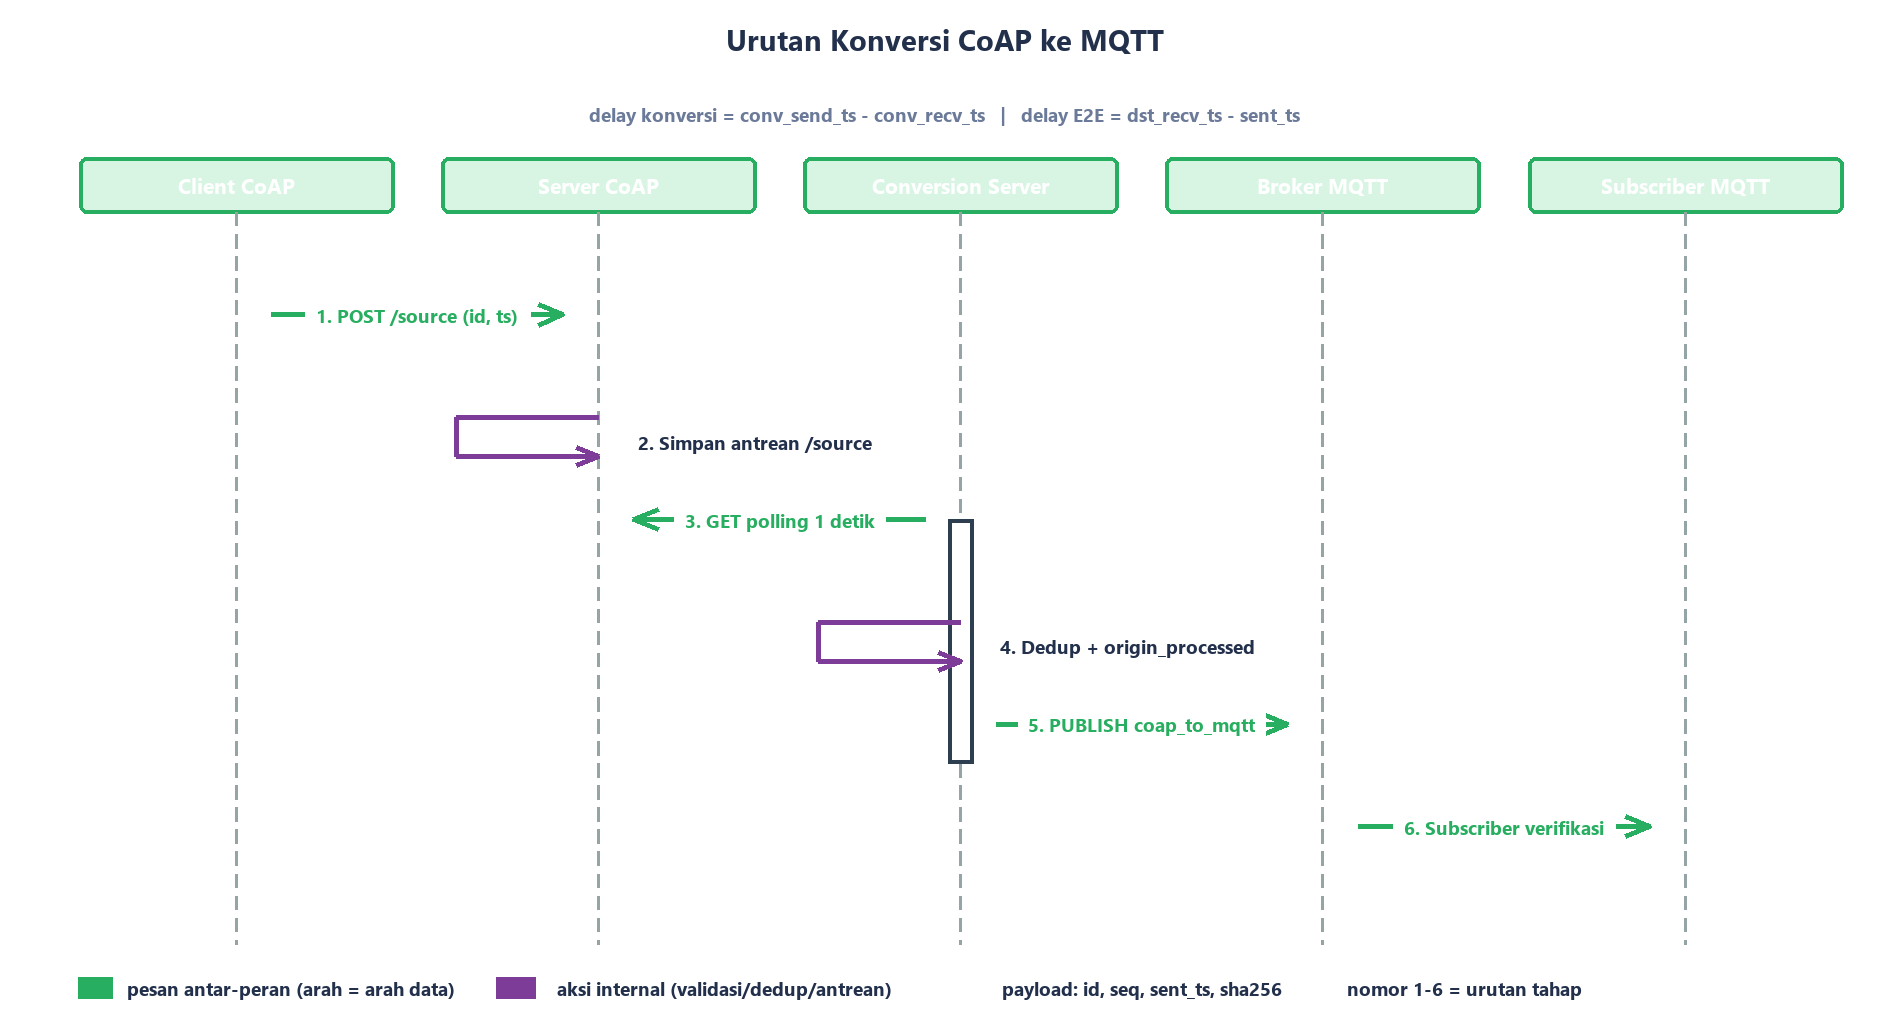 Urutan Konversi CoAP ke MQTT
delay konversi = conv_send_ts - conv_recv_ts | delay E2E = dst_recv_ts - sent_ts
Client CoAP
Server CoAP
Conversion Server
Broker MQTT
Subscriber MQTT
1. POST /source (id, ts)
2. Simpan antrean /source
3. GET polling 1 detik
4. Dedup + origin_processed
5. PUBLISH coap_to_mqtt
6. Subscriber verifikasi
pesan antar-peran (arah = arah data)
aksi internal (validasi/dedup/antrean)
payload: id, seq, sent_ts, sha256
nomor 1-6 = urutan tahap